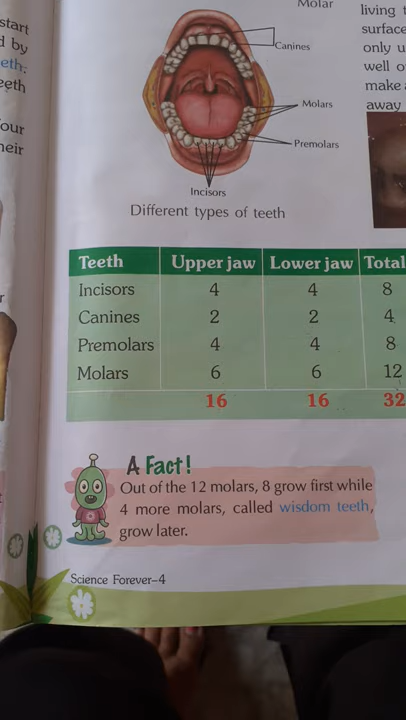 Molar
start
d by
eth.
eeth
our
heir
Canines
Molars
Premolars
Incisors
Different types of teeth
living
surface
only u
well o
make
away
Teeth Upper jaw Lower jaw Total
Incisors 4 4 8
Canines 2 2 4
Premolars 4 4 8
Molars 6 6 12
16 16 32
A Fact!
Out of the 12 molars, 8 grow first while
4 more molars, called wisdom teeth,
grow later.
Science Forever–4